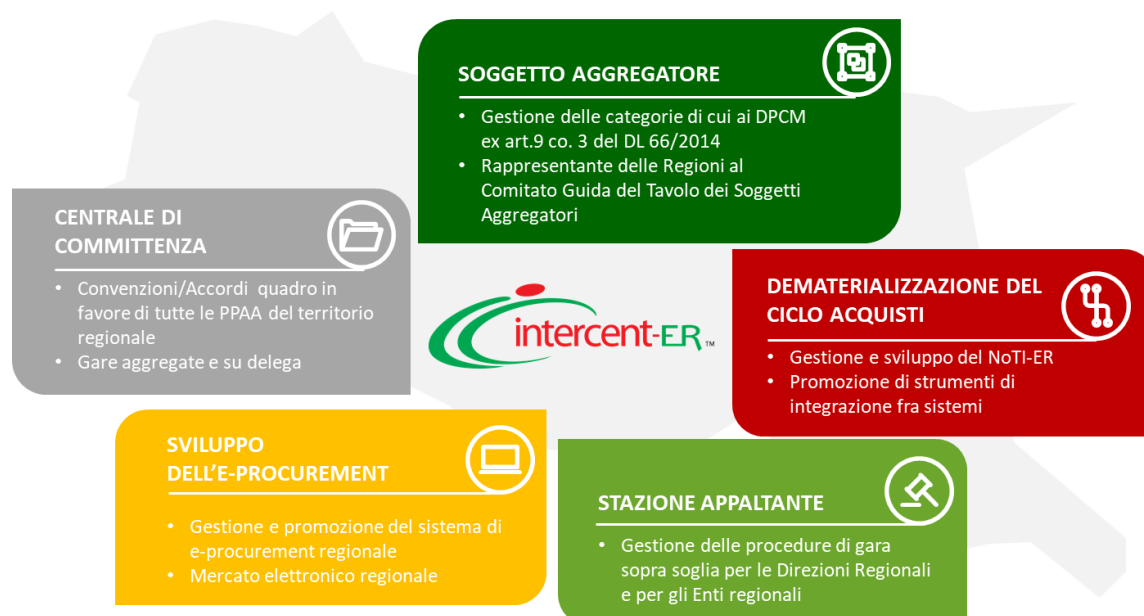 SOGGETTO AGGREGATORE
• Gestione delle categorie di cui ai DPCM
ex art.9 co. 3 del DL 66/2014
• Rappresentante delle Regioni al
Comitato Guida del Tavolo dei Soggetti
Aggregatori
CENTRALE DI
COMMITTENZA
• Convenzioni/Accordi quadro in
favore di tutte le PPAA del territorio
regionale
• Gare aggregate e su delega
intercent-ER ™
DEMATERIALIZZAZIONE DEL
CICLO ACQUISTI
• Gestione e sviluppo del NoTI-ER
• Promozione di strumenti di
integrazione fra sistemi
SVILUPPO
DELL’E-PROCUREMENT
• Gestione e promozione del sistema di
e-procurement regionale
• Mercato elettronico regionale
STAZIONE APPALTANTE
• Gestione delle procedure di gara
sopra soglia per le Direzioni Regionali
e per gli Enti regionali